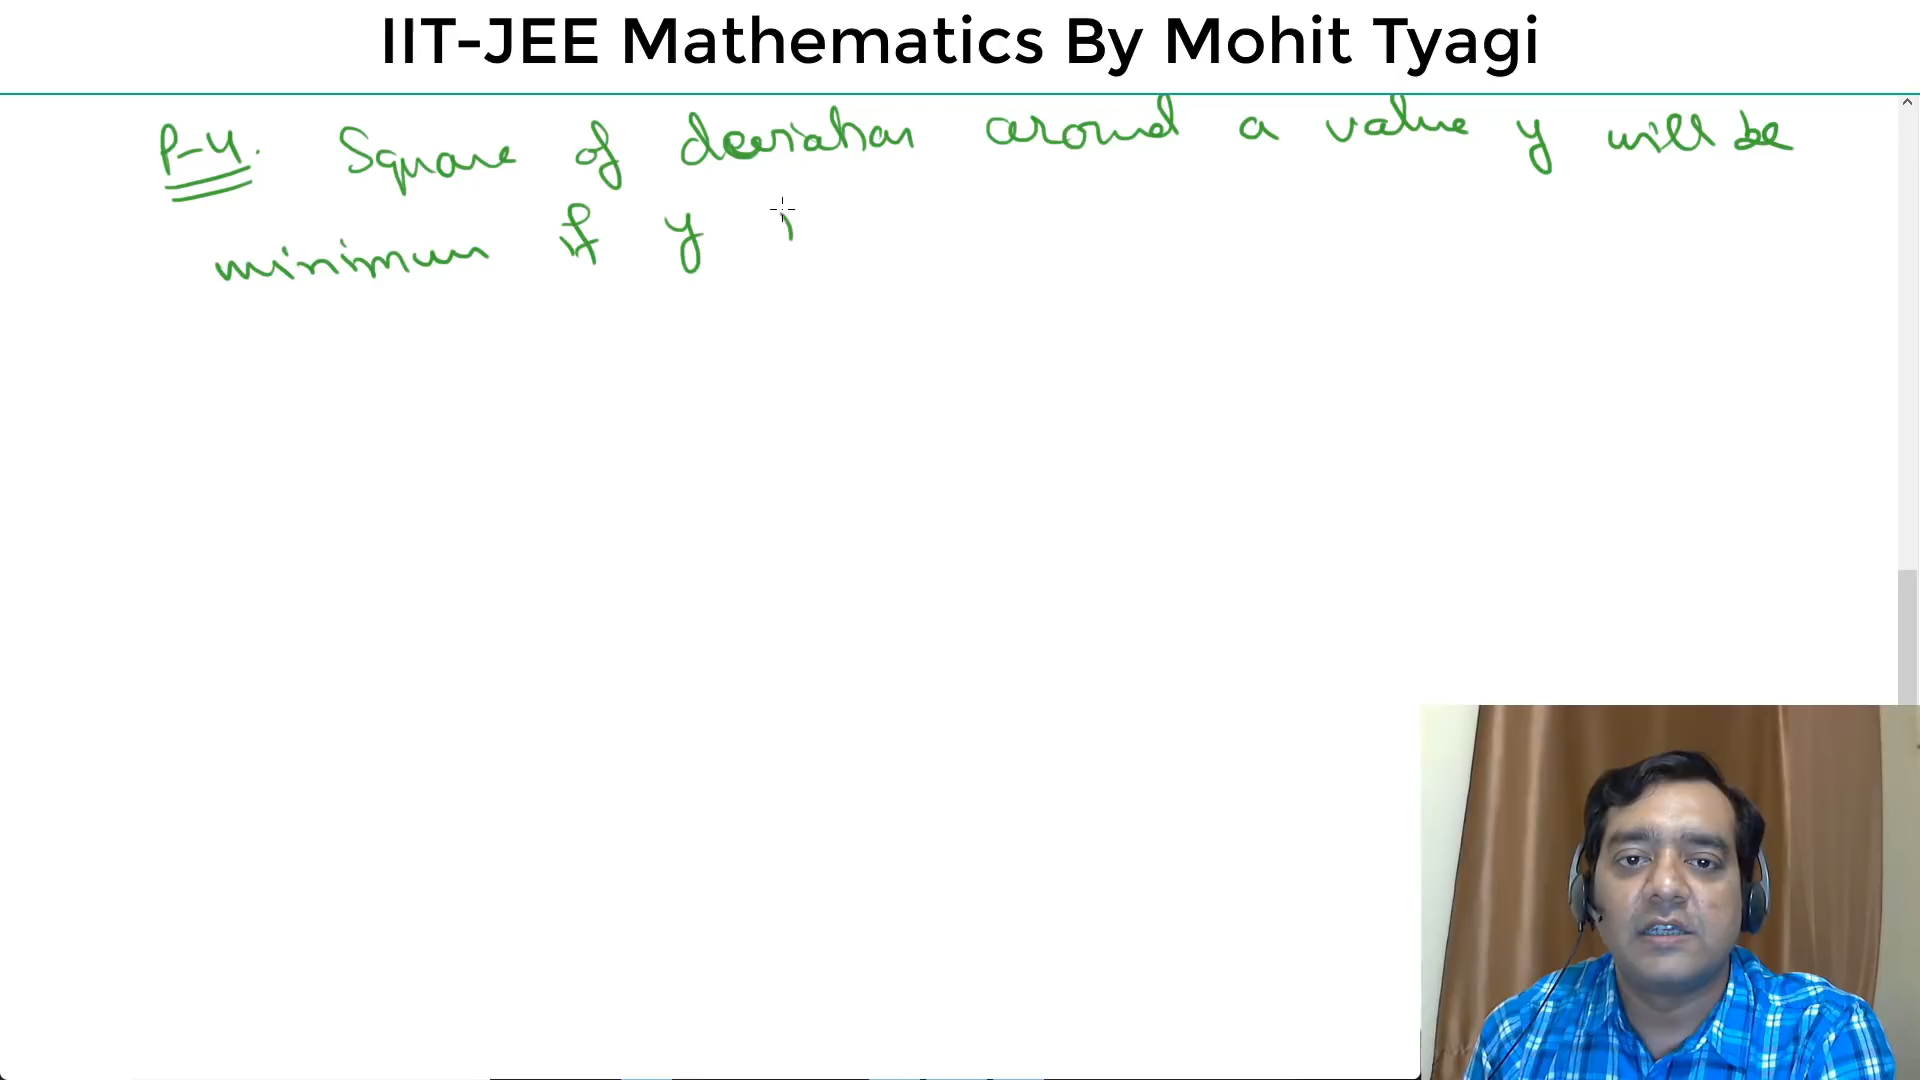 IIT-JEE Mathematics By Mohit Tyagi
P-4. Square of deviation around a value y will be
minimum if y